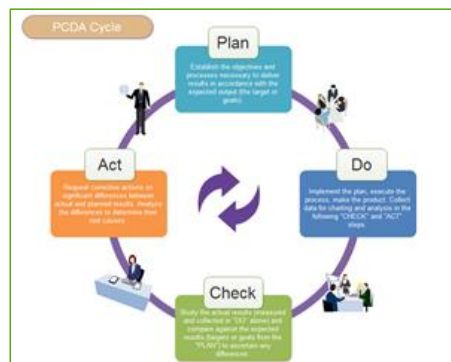 PCDA Cycle
Plan
Establish the objectives and
processes necessary to deliver
results in accordance with the
expected output (the target or
goals).
Do
Implement the plan, execute the
process, make the product. Collect
data for charting and analysis in the
following "CHECK" and "ACT"
steps.
Check
Study the actual results (measured
and collected in "DO" above) and
compare against the expected
results (targets or goals from the
"PLAN") to ascertain any
differences
Act
Request corrective actions on
significant differences between
actual and planned results. Analyze
the differences to determine their
root causes